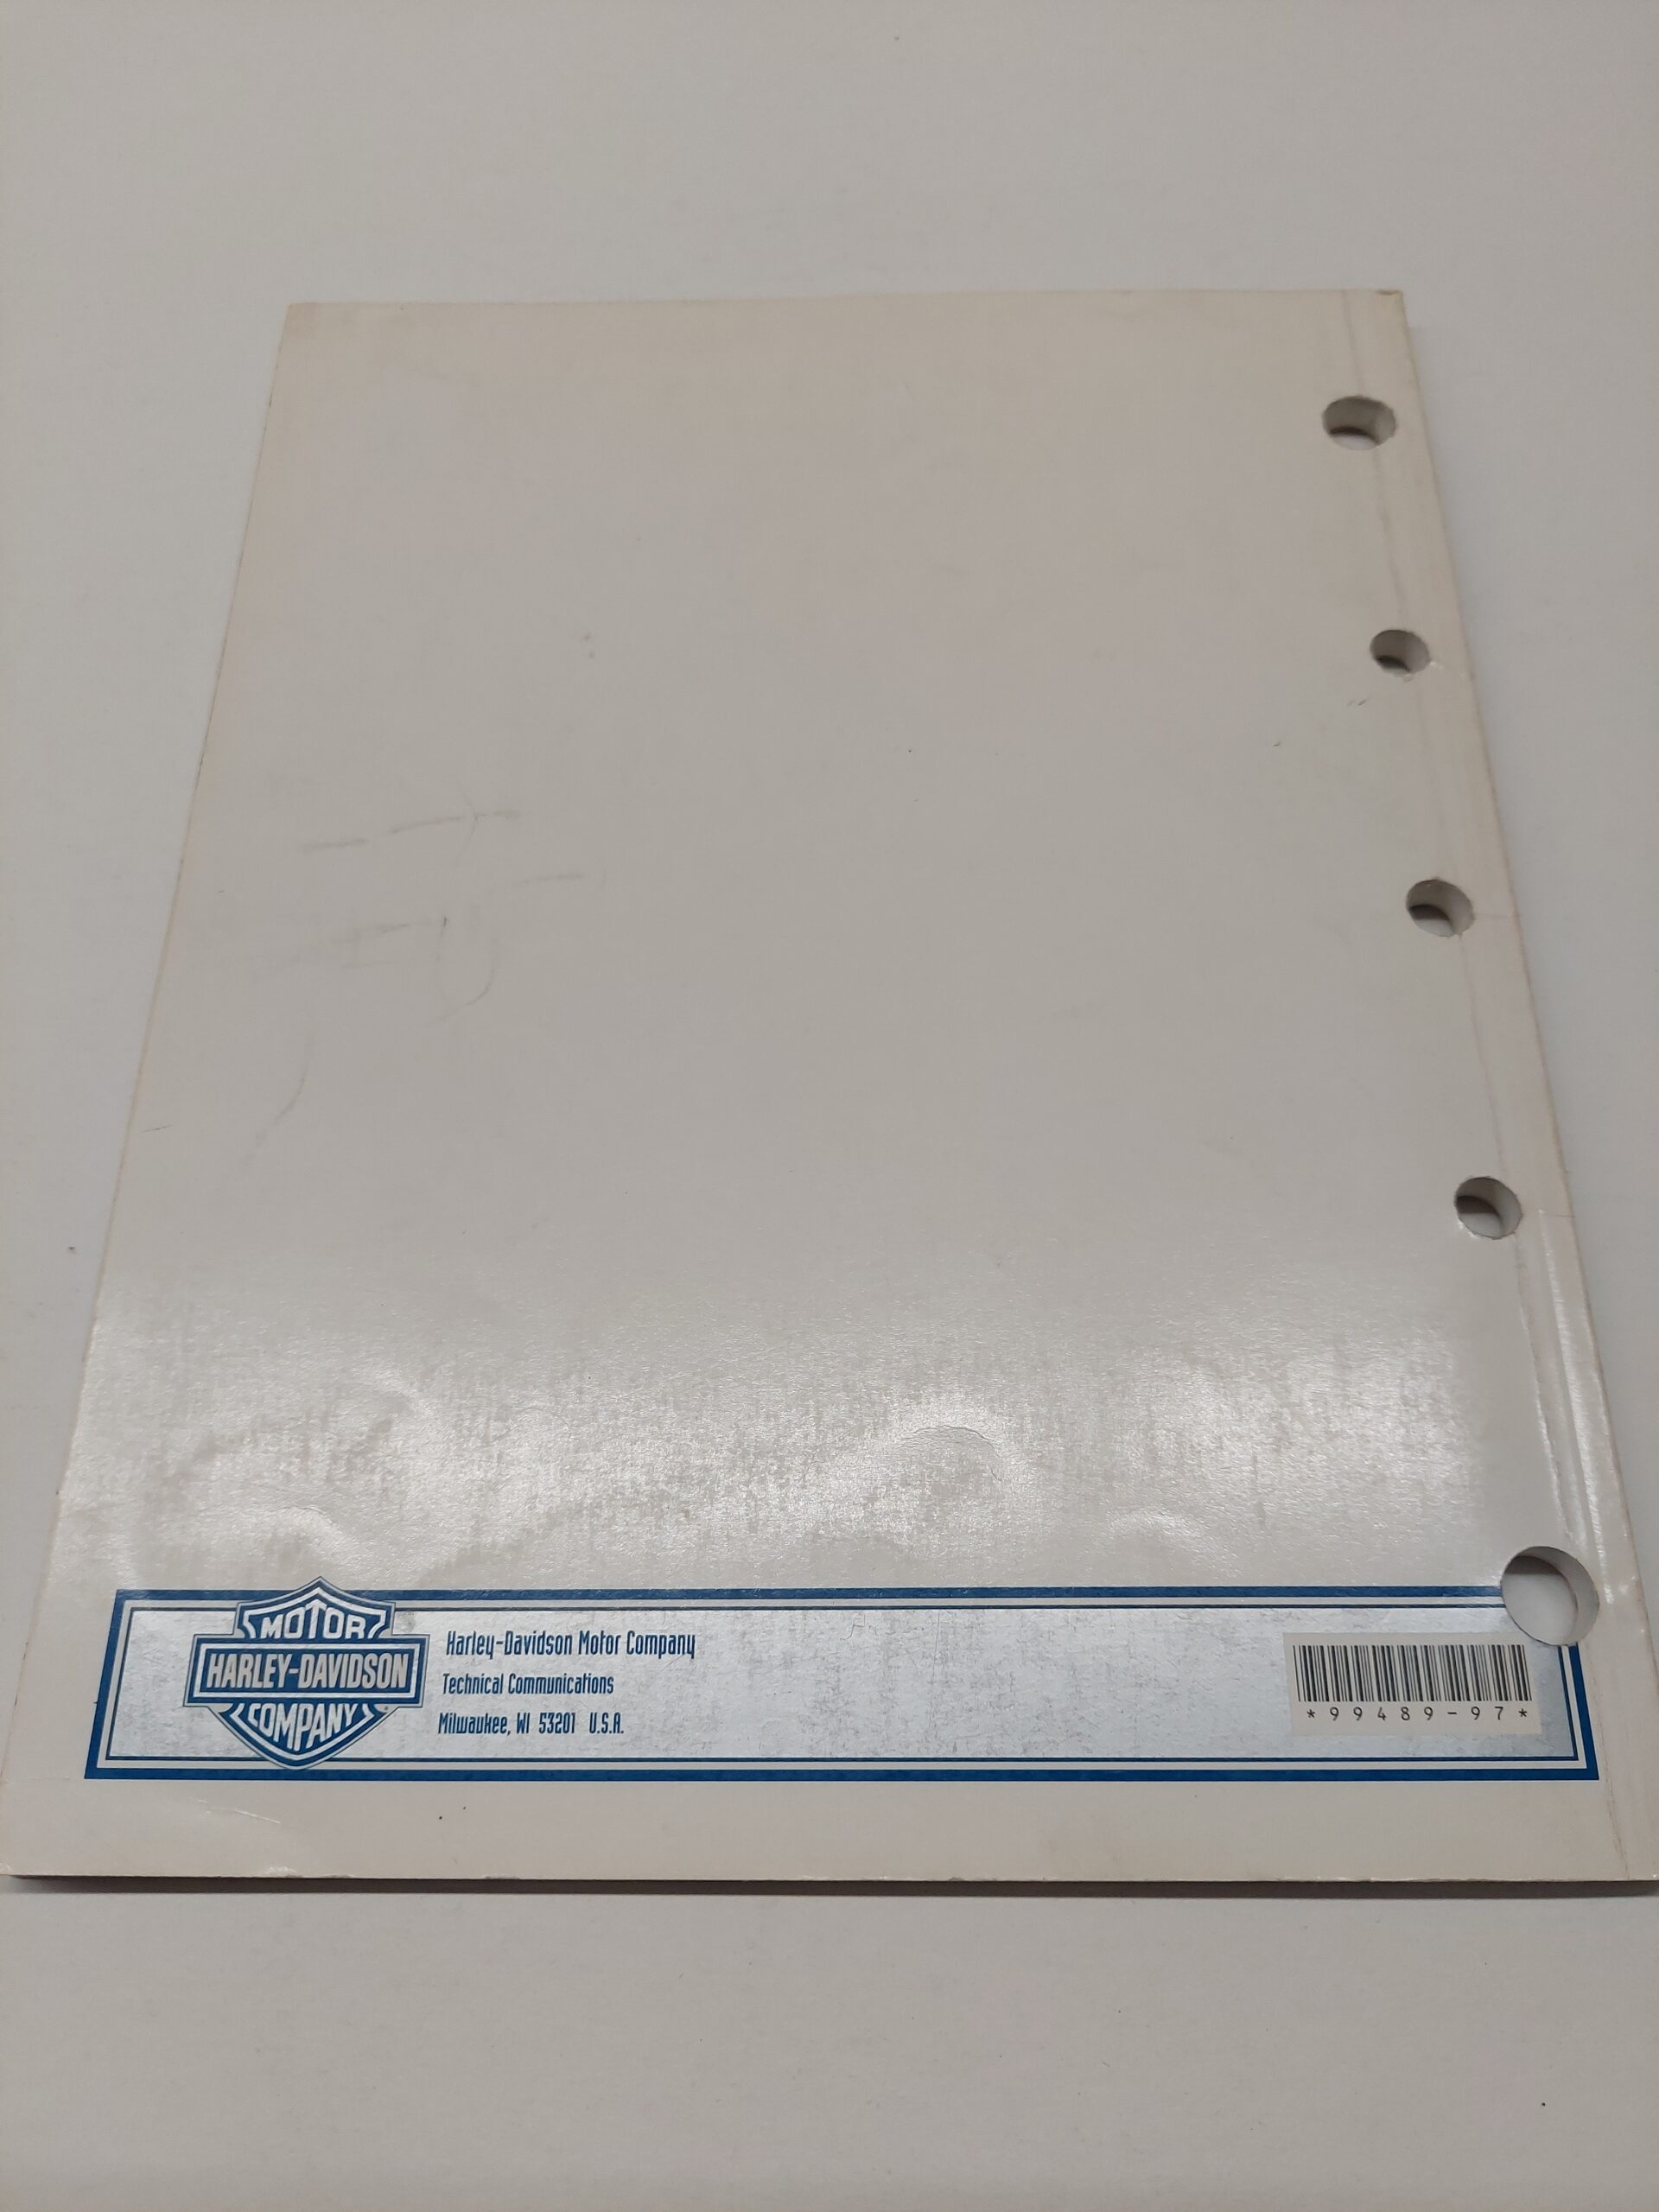 MOTOR
HARLEY-DAVIDSON
COMPANY
Harley-Davidson Motor Company
Technical Communications
Milwaukee, WI 53201 U.S.A.
*99489-97*